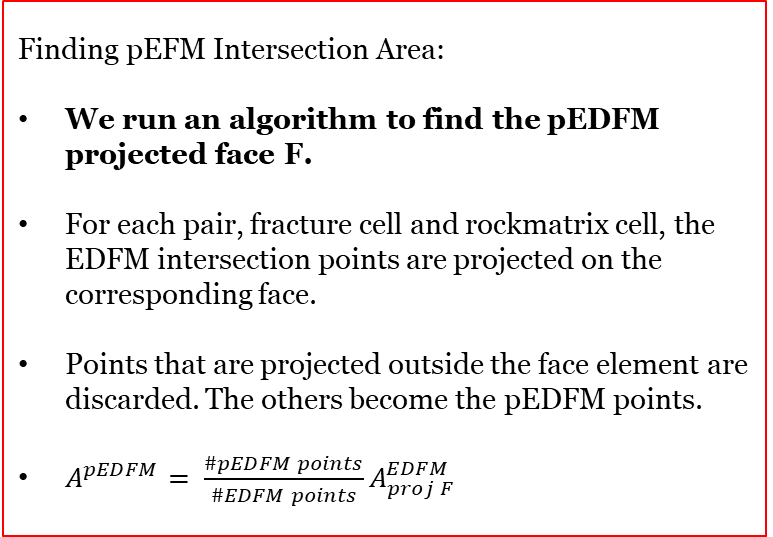 Finding pEFM Intersection Area:
• We run an algorithm to find the pEDFM
projected face F.
• For each pair, fracture cell and rockmatrix cell, the
EDFM intersection points are projected on the
corresponding face.
• Points that are projected outside the face element are
discarded. The others become the pEDFM points.
• A^{pEDFM} = \frac{\#pEDFM points}{\#EDFM points} A^{EDFM}_{proj F}